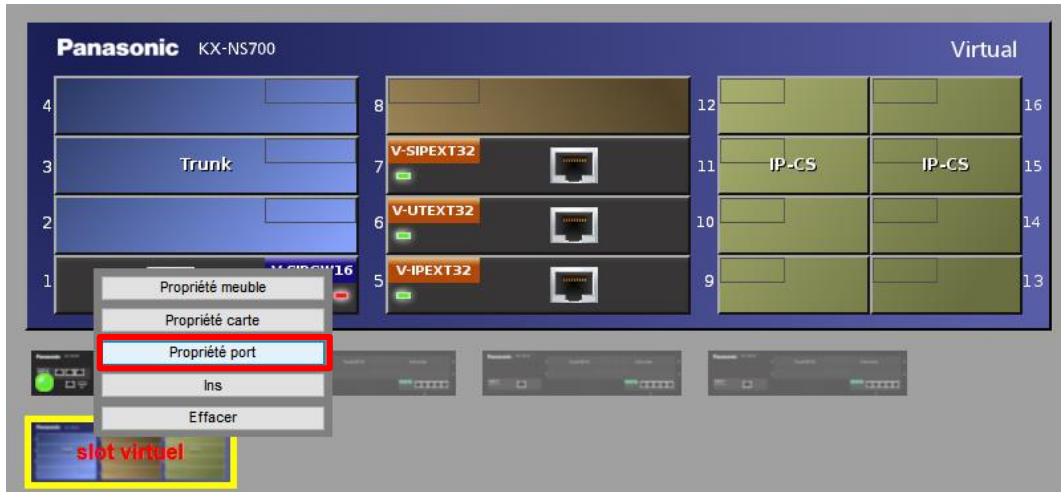 Panasonic KX-NS700 Virtual
4 8 12 16
3 Trunk 7 V-SIPEXT32 11 IP-CS IP-CS 15
2 6 V-UTEXT32 10 14
1 V-SIPGW16 5 V-IPEXT32 9 13
Propriété meuble
Propriété carte
Propriété port
Ins
Effacer
slot virtuel